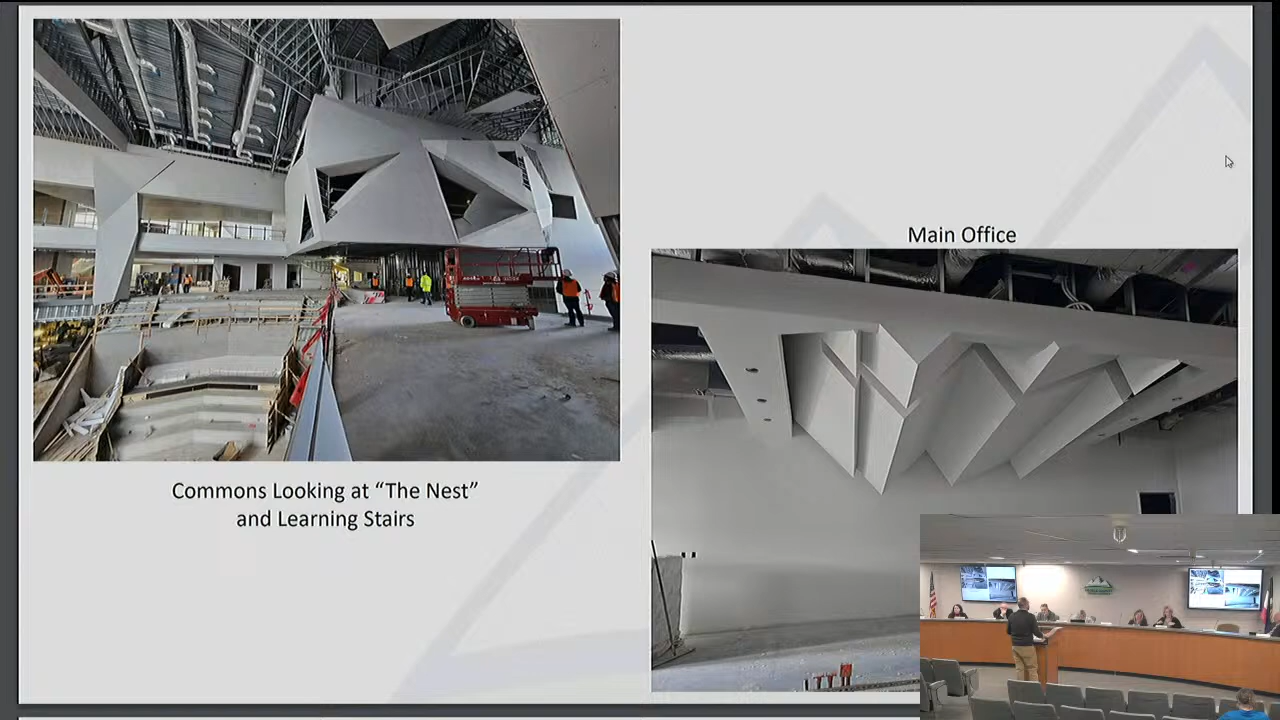 Main Office
Commons Looking at “The Nest”
and Learning Stairs